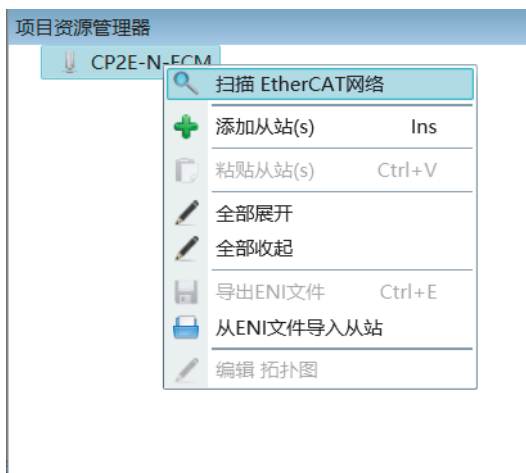 项目资源管理器
CP2E-N-ECM
扫描 EtherCAT网络
添加从站(s) Ins
粘贴从站(s) Ctrl+V
全部展开
全部收起
导出ENI文件 Ctrl+E
从ENI文件导入从站
编辑 拓扑图